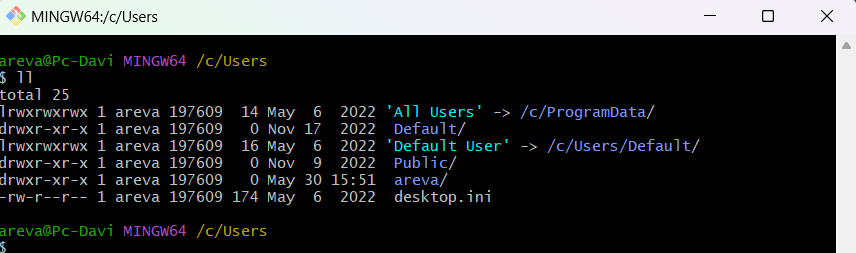 MINGW64:/c/Users
areva@Pc-Davi MINGW64 /c/Users
$ ll
total 25
lrwxrwxrwx 1 areva 197609  14 May  6  2022 'All Users' -> /c/ProgramData/
drwxr-xr-x 1 areva 197609   0 Nov 17  2022  Default/
lrwxrwxrwx 1 areva 197609  16 May  6  2022 'Default User' -> /c/Users/Default/
drwxr-xr-x 1 areva 197609   0 Nov  9  2022  Public/
drwxr-xr-x 1 areva 197609   0 May 30 15:51  areva/
-rw-r--r-- 1 areva 197609 174 May  6  2022  desktop.ini
areva@Pc-Davi MINGW64 /c/Users
$